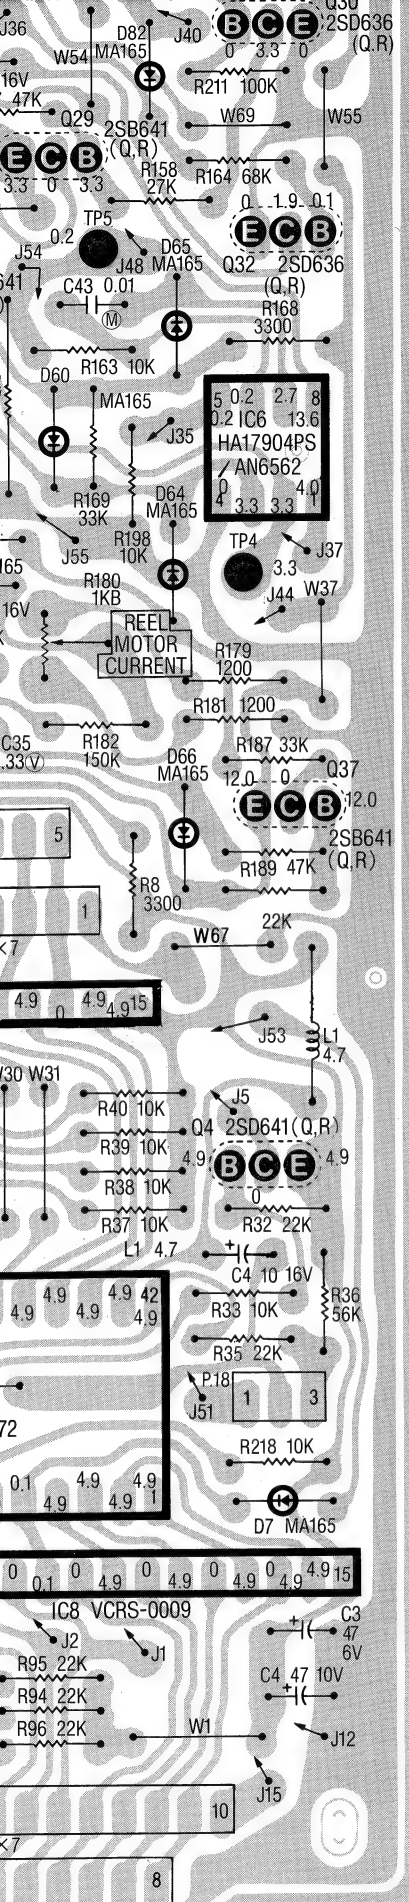 Q30
J36
D82
MA165
J40
B C E
2SD636
(Q,R)
0 3.3 0
W54
16V
R211 100K
47K
Q29
W69
W55
2SB641
(Q,R)
E C B
3.3 0 3.3
R158
27K
R164 68K
0 1.9 0.1
TP5
0.2
E C B
J54
J48
D65
MA165
Q32 2SD636
(Q,R)
641
C43 0.01
M
R168
3300
R163 10K
D60
MA165
5 0.2 2.7 8
0.2 IC6 13.6
HA17904PS
/AN6562
0 4.0
4 3.3 3.3 1
J35
R169
33K
R198
10K
D64
MA165
J55
J37
TP4
3.3
J44
W37
165
R180
1KB
16V
K
REEL
MOTOR
CURRENT
R179
1200
R181 1200
C35
.33 V
R182
150K
R187 33K
D66
MA165
Q37
12.0 0
E C B
12.0
2SB641
(Q,R)
5
R189 47K
R8
3300
1
22K
×7
W67
4.9 0 4.9 4.9 15
J53
L1
4.7
W30 W31
J5
R40 10K
Q4 2SD641(Q,R)
R39 10K
4.9 B C E 4.9
R38 10K
0
R37 10K
R32 22K
L1 4.7
C4 10 16V
4.9 4.9 4.9 42
4.9
R33 10K
R36
56K
R35 22K
P.18
J51
1 3
72
R218 10K
0.1 4.9 4.9
4.9 4.9 1
D7 MA165
0 0.1 0 4.9 0 4.9 0 4.9 0 4.9 4.9 15
IC8 VCRS-0009
C3
47
6V
J2
J1
R95 22K
C4 47 10V
R94 22K
R96 22K
W1
J12
J15
10
×7
8